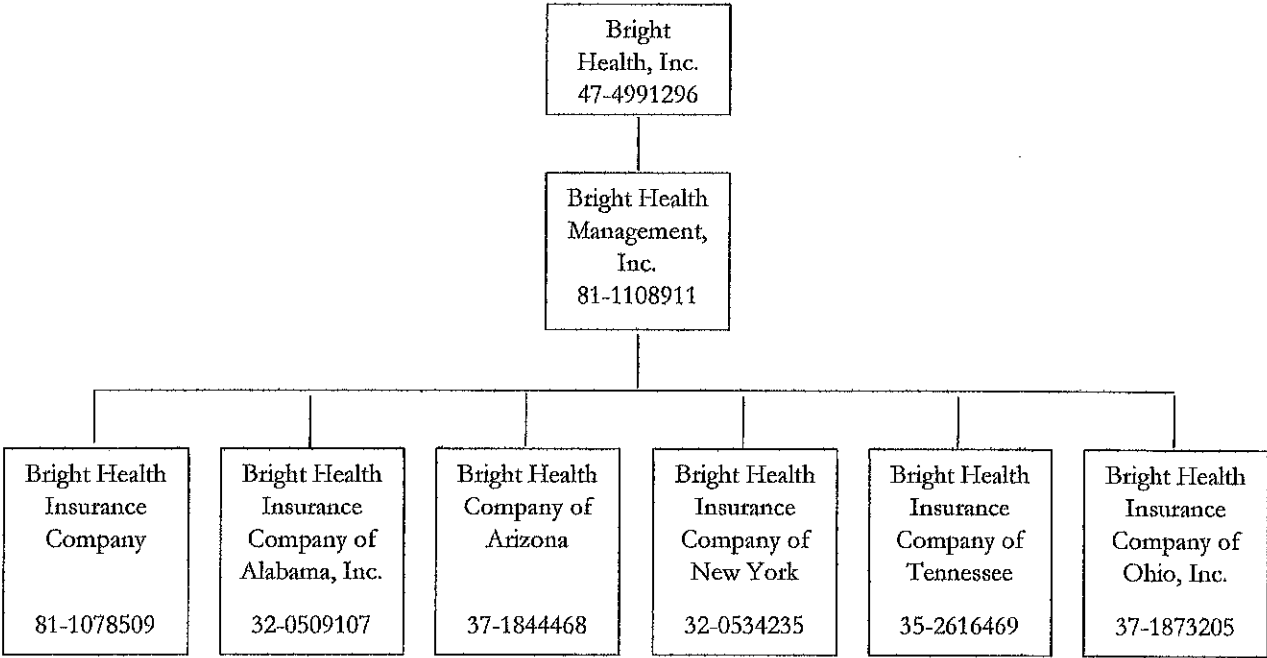 Bright
Health, Inc.
47-4991296
Bright Health
Management,
Inc.
81-1108911
Bright Health
Insurance
Company
81-1078509
Bright Health
Insurance
Company of
Alabama, Inc.
32-0509107
Bright Health
Company of
Arizona
37-1844468
Bright Health
Insurance
Company of
New York
32-0534235
Bright Health
Insurance
Company of
Tennessee
35-2616469
Bright Health
Insurance
Company of
Ohio, Inc.
37-1873205